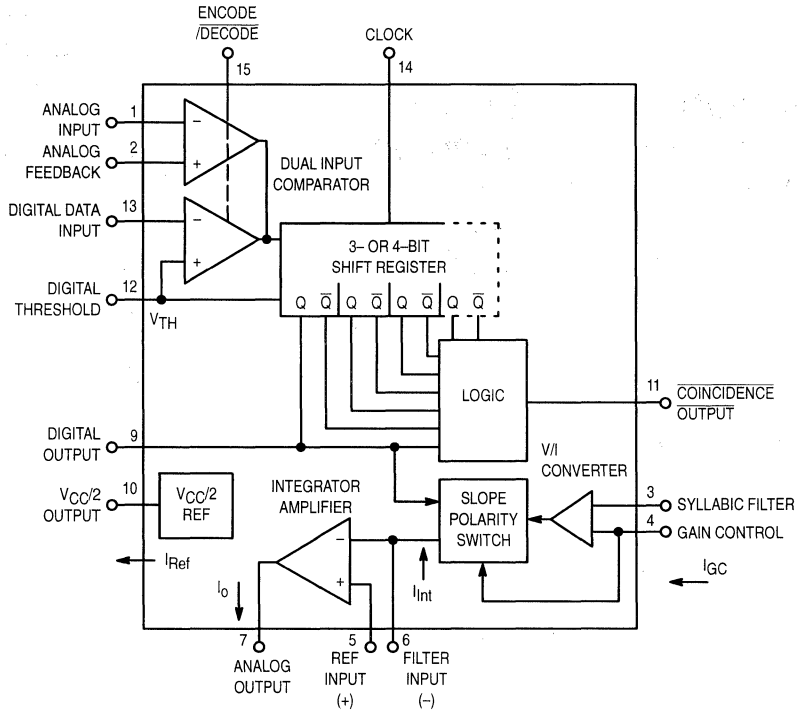 ENCODE
/DECODE
15
CLOCK
14
ANALOG
INPUT
1
ANALOG
FEEDBACK
2
−
+
DUAL INPUT
COMPARATOR
DIGITAL DATA
INPUT
13
−
+
DIGITAL
THRESHOLD
12
VTH
3– OR 4–BIT
SHIFT REGISTER
Q Q̅ Q Q̅ Q Q̅ Q Q̅
LOGIC
11
COINCIDENCE
OUTPUT
DIGITAL
OUTPUT
9
V/I
CONVERTER
VCC/2
OUTPUT
10
VCC/2
REF
INTEGRATOR
AMPLIFIER
SLOPE
POLARITY
SWITCH
3
SYLLABIC FILTER
4
GAIN CONTROL
−
+
IRef
Io
IInt
IGC
7
ANALOG
OUTPUT
5
REF
INPUT
(+)
6
FILTER
INPUT
(−)